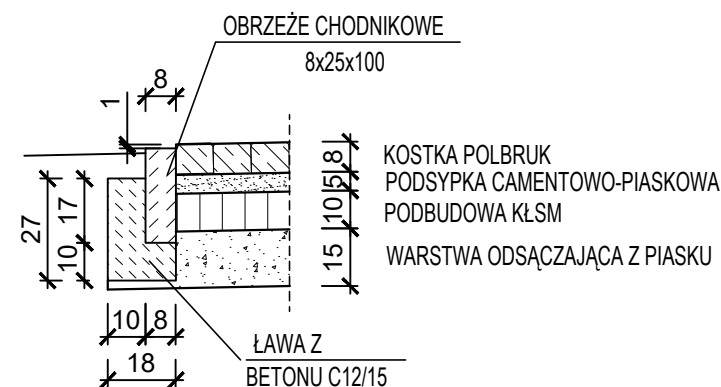 OBRZEŻE CHODNIKOWE
8x25x100
8
1
8
KOSTKA POLBRUK
5
PODSYPKA CAMENTOWO-PIASKOWA
10
PODBUDOWA KŁSM
15
WARSTWA ODSĄCZAJĄCA Z PIASKU
27
17
10
10
8
18
ŁAWA Z
BETONU C12/15